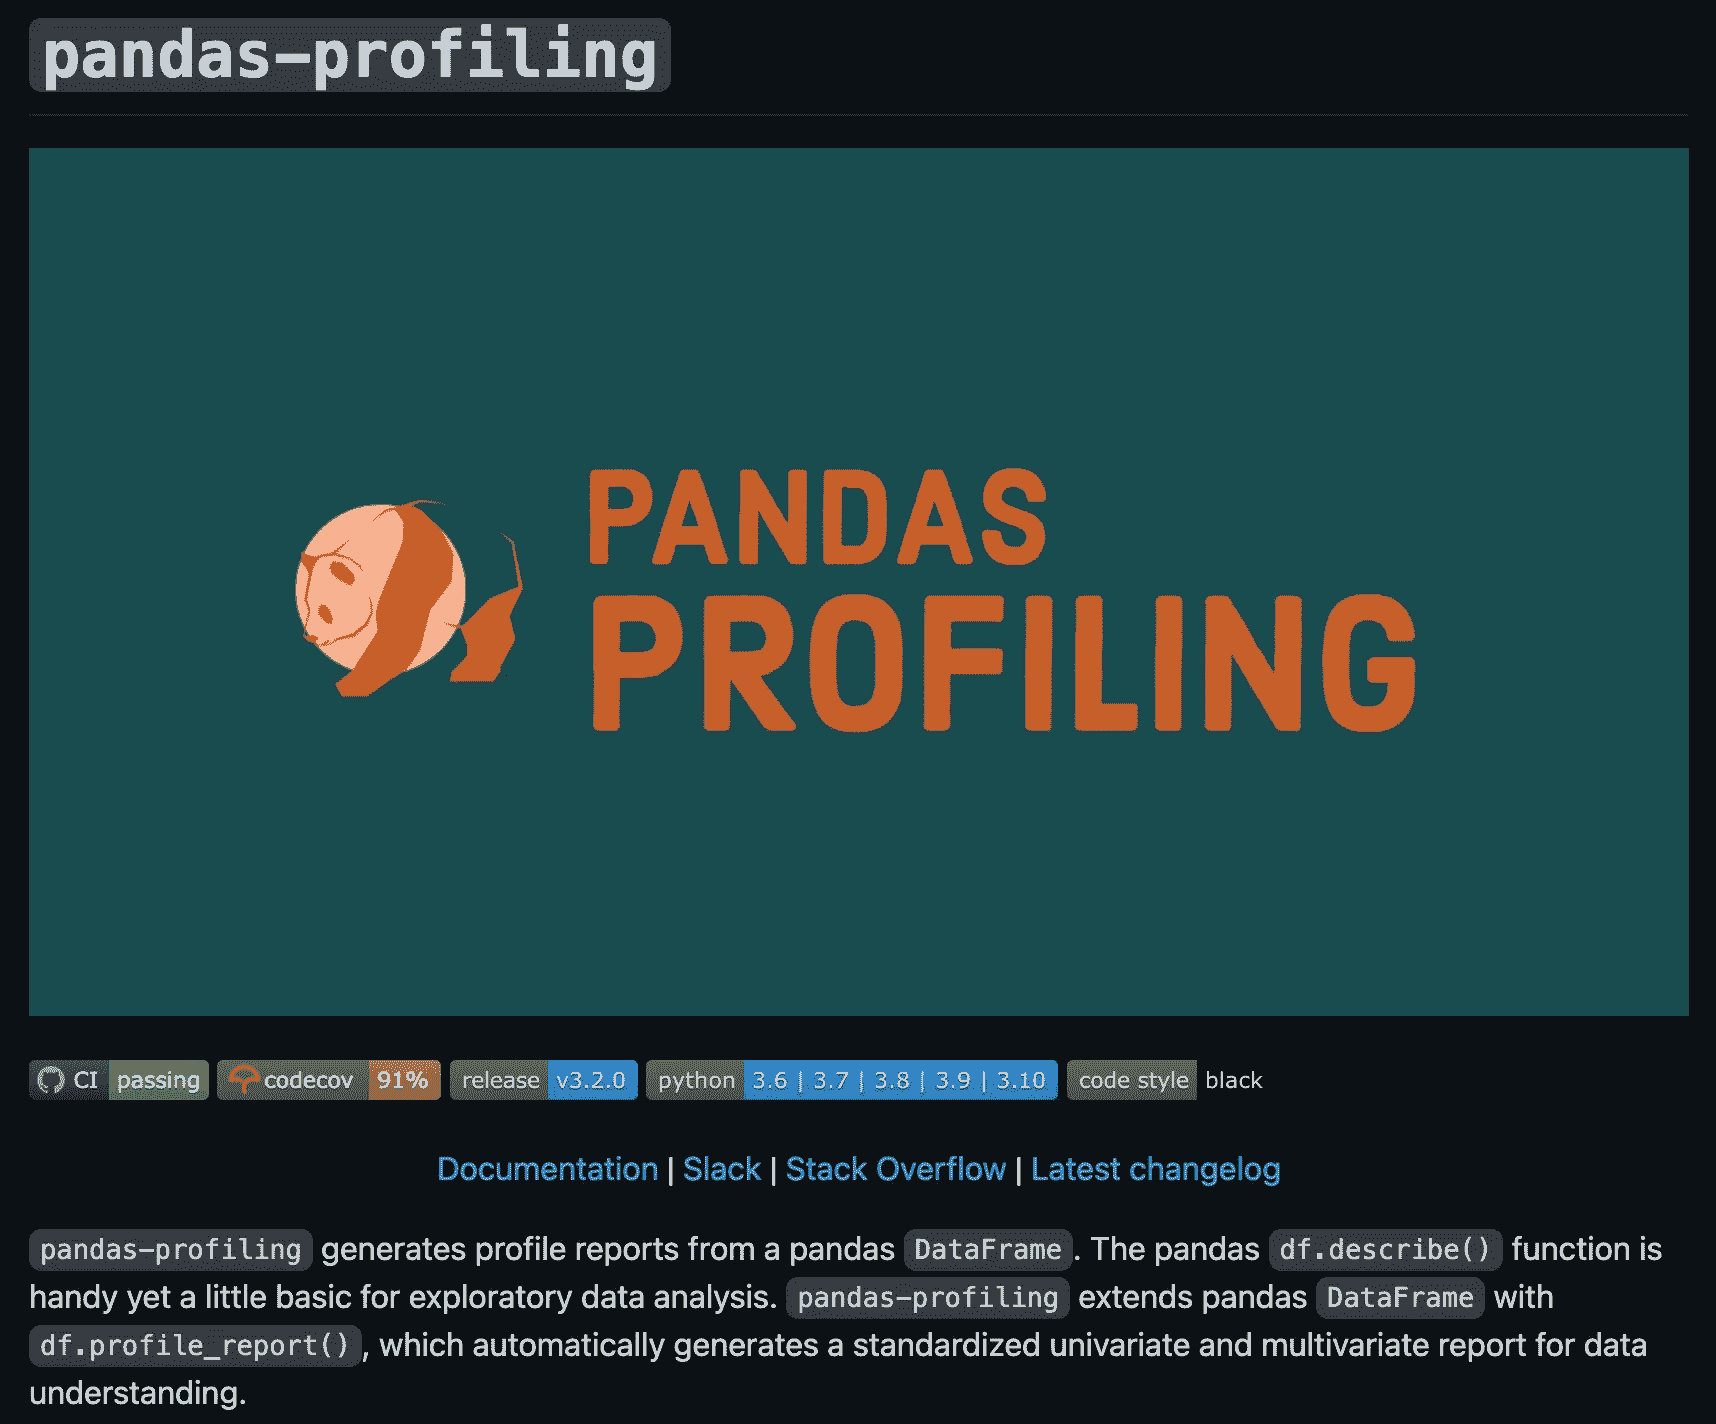 pandas-profiling
PANDAS
PROFILING
CI passing codecov 91% release v3.2.0 python 3.6 | 3.7 | 3.8 | 3.9 | 3.10 code style black
Documentation | Slack | Stack Overflow | Latest changelog
pandas-profiling generates profile reports from a pandas DataFrame. The pandas df.describe() function is
handy yet a little basic for exploratory data analysis. pandas-profiling extends pandas DataFrame with
df.profile_report(), which automatically generates a standardized univariate and multivariate report for data
understanding.